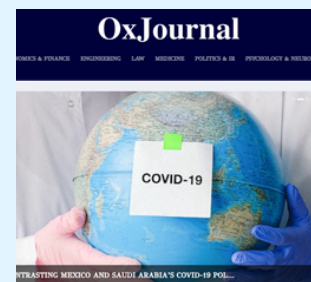 OxJournal
NOMICS & FINANCE ENGINEERING LAW MEDICINE POLITICS & IR PSYCHOLOGY & NEURO
COVID-19
NTRASTING MEXICO AND SAUDI ARABIA'S COVID-19 POL...